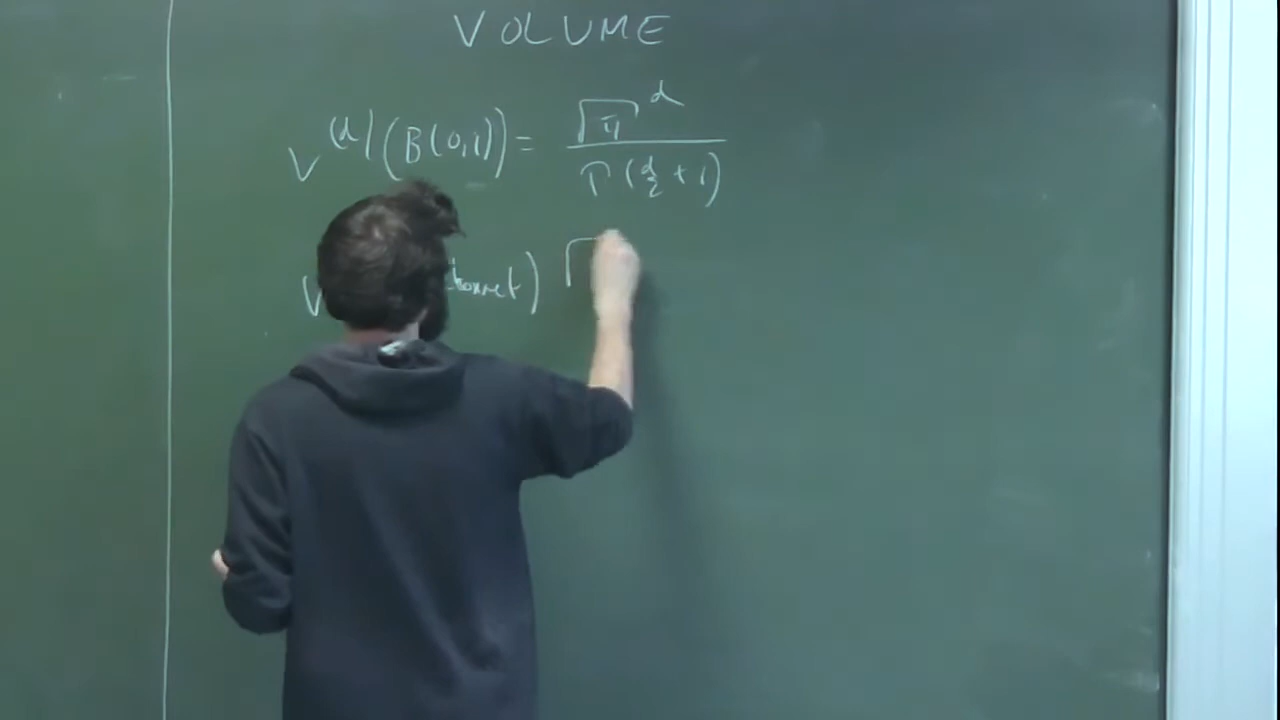 VOLUME
V^(d) (B(0,1)) = √π^d / Γ(d/2 + 1)
V )